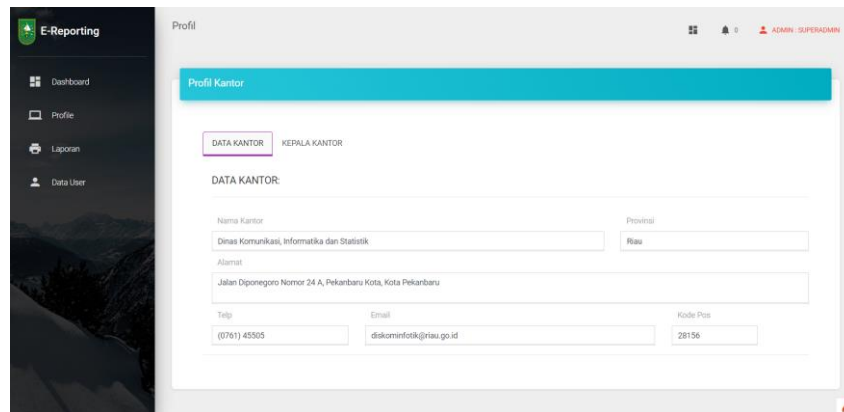 E-Reporting
Profil
0
ADMIN : SUPERADMIN
Dashboard
Profile
Laporan
Data User
Profil Kantor
DATA KANTOR
KEPALA KANTOR
DATA KANTOR:
Nama Kantor
Provinsi
Dinas Komunikasi, Informatika dan Statistik
Riau
Alamat
Jalan Diponegoro Nomor 24 A, Pekanbaru Kota, Kota Pekanbaru
Telp
Email
Kode Pos
(0761) 45505
diskominfotik@riau.go.id
28156